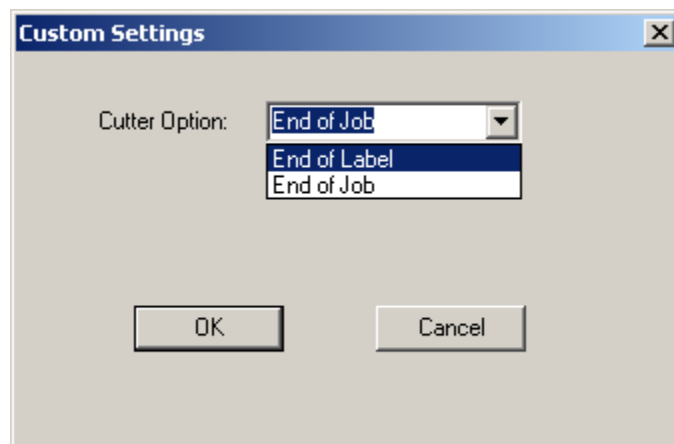 Custom Settings
Cutter Option: End of Job
End of Label
End of Job
OK Cancel